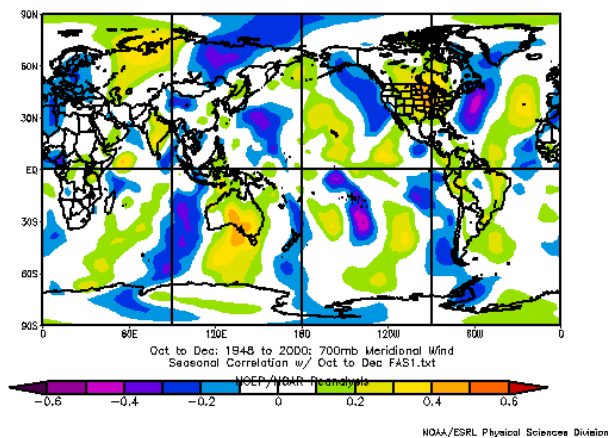 90N
60N
30N
EQ
30S
60S
90S
0 60E 120E 180 120W 60W 0
Oct to Dec: 1948 to 2000: 700mb Meridional Wind
Seasonal Correlation w/ Oct to Dec FAS1.txt
NCEP/NCAR Reanalysis
-0.6 -0.4 -0.2 0 0.2 0.4 0.6
NOAA/ESRL Physical Sciences Division